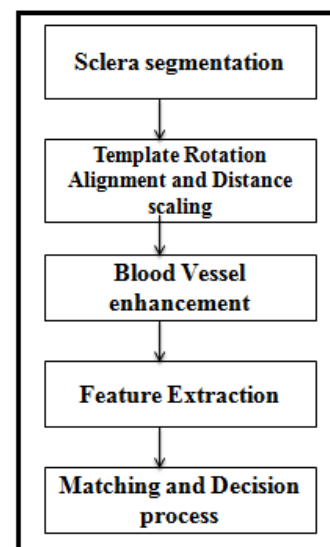 Sclera segmentation
Template Rotation
Alignment and Distance
scaling
Blood Vessel
enhancement
Feature Extraction
Matching and Decision
process